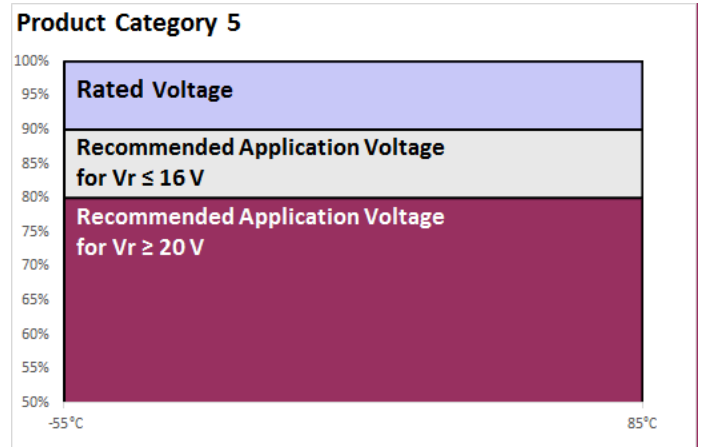 Product Category 5
100%
95%
Rated Voltage
90%
Recommended Application Voltage
85%
for Vr ≤ 16 V
80%
Recommended Application Voltage
75%
for Vr ≥ 20 V
70%
65%
60%
55%
50%
-55°C
85°C